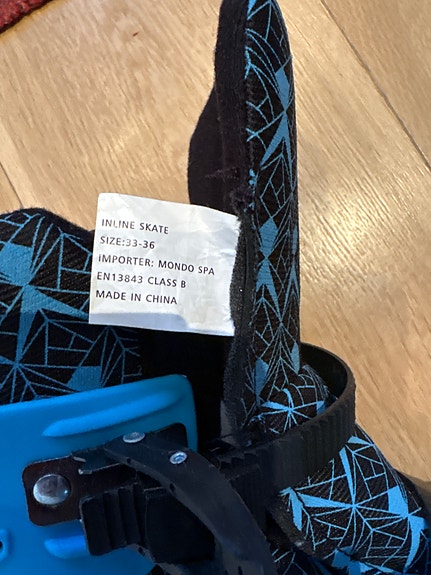 INLINE SKATE
SIZE:33-36
IMPORTER: MONDO SPA
EN13843 CLASS B
MADE IN CHINA